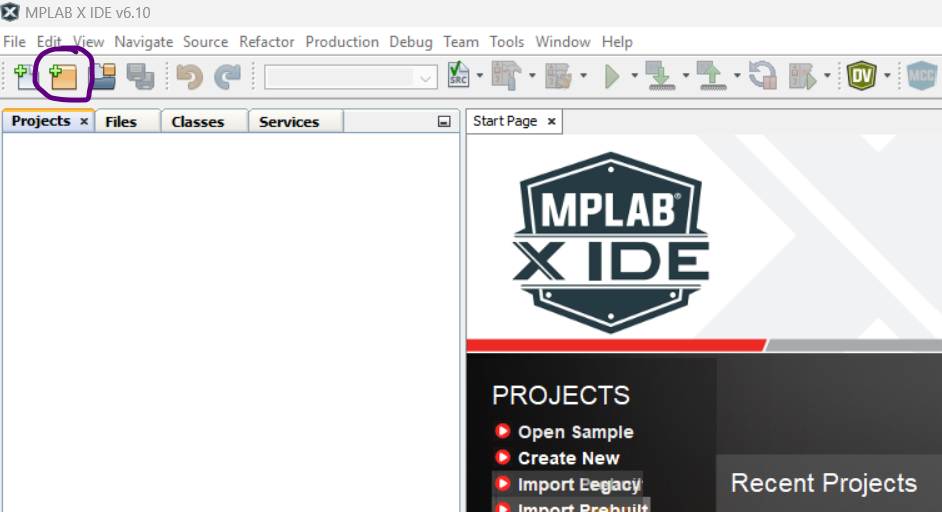 MPLAB X IDE v6.10
File Edit View Navigate Source Refactor Production Debug Team Tools Window Help
SRC
DV
MCC
Projects Files Classes Services
Start Page
MPLAB®
X IDE
PROJECTS
Open Sample
Create New
Import Legacy
Import Prebuilt
Recent Projects